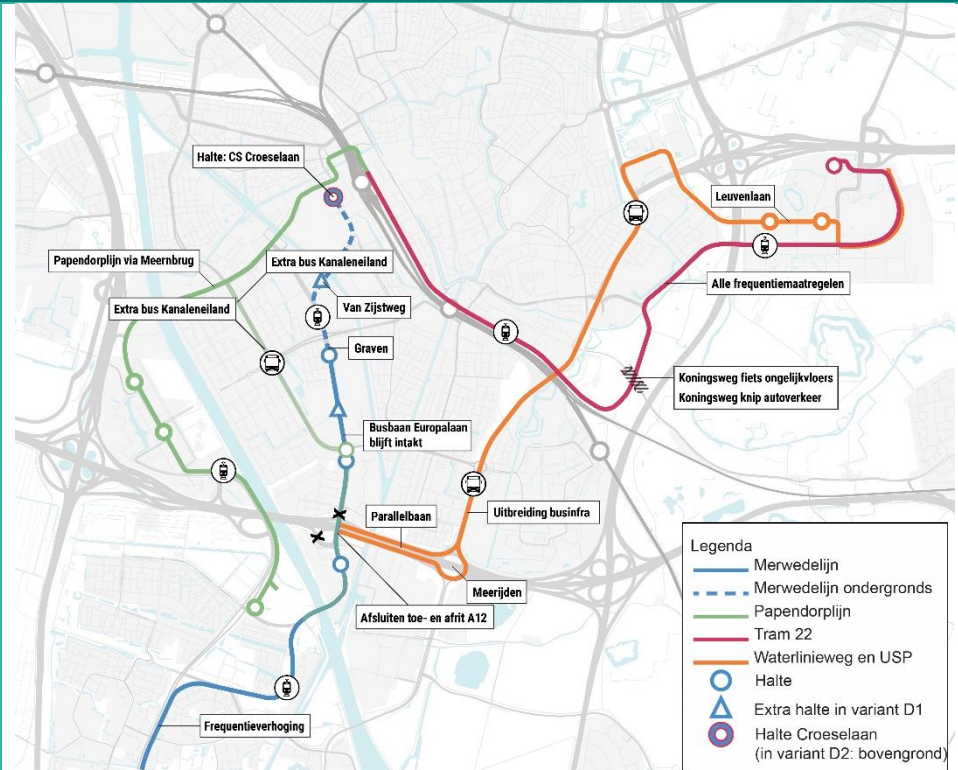 Halte: CS Croeselaan
Leuvenlaan
Papendorplijn via Meernbrug
Extra bus Kanaleneiland
Extra bus Kanaleneiland
Van Zijstweg
Alle frequentiemaatregelen
Graven
Koningsweg fiets ongelijkvloers
Koningsweg knip autoverkeer
Busbaan Europalaan
blijft intakt
Parallelbaan
Uitbreiding businfra
Meerijden
Afsluiten toe- en afrit A12
Frequentieverhoging
Legenda
Merwedelijn
Merwedelijn ondergronds
Papendorplijn
Tram 22
Waterlinieweg en USP
Halte
Extra halte in variant D1
Halte Croeselaan
(in variant D2: bovengrond)